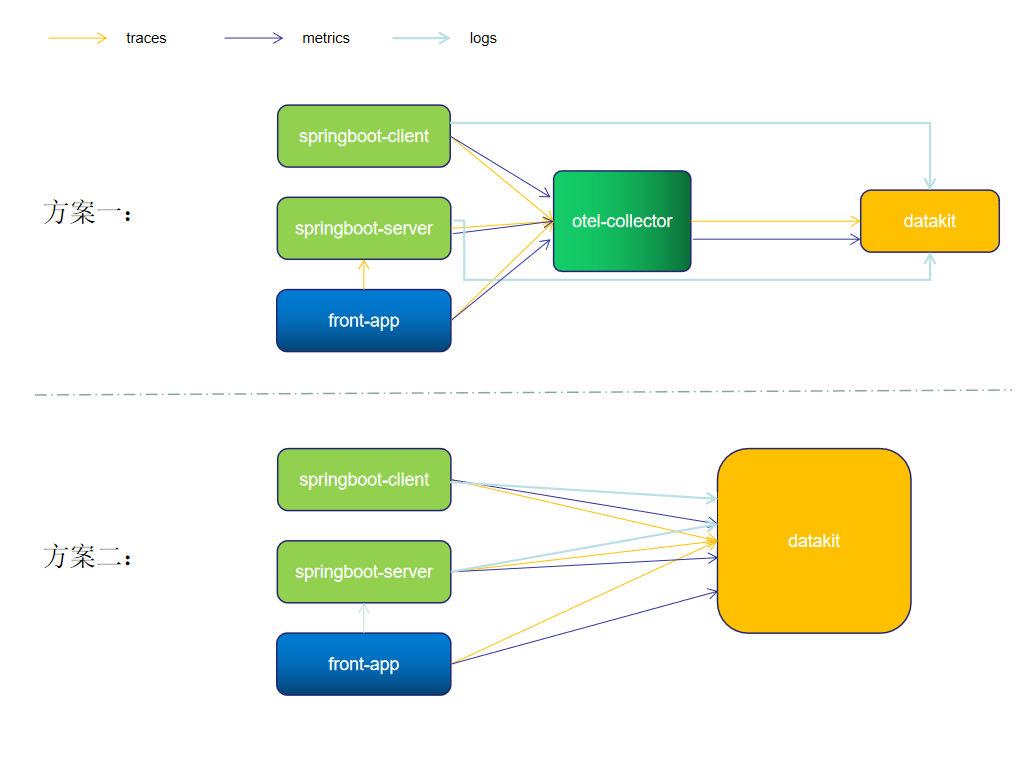 traces
metrics
logs
springboot-client
方案一：
springboot-server
front-app
otel-collector
datakit
springboot-client
方案二：
springboot-server
front-app
datakit